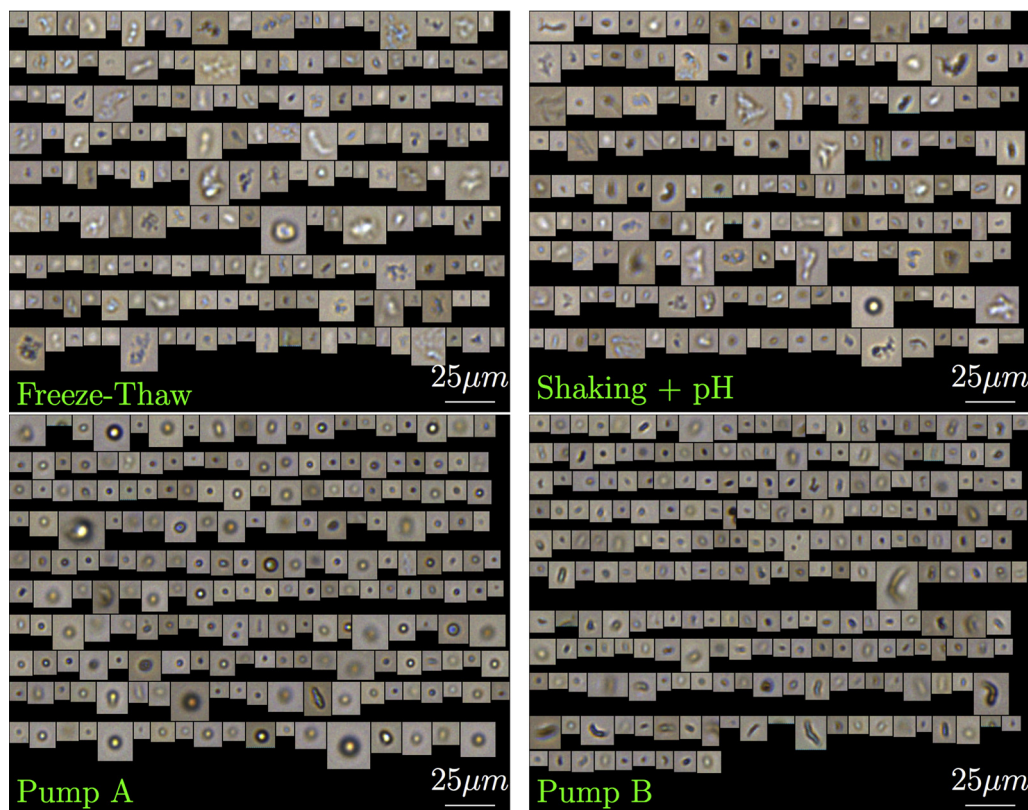 25μm
Freeze-Thaw
25μm
Shaking + pH
25μm
Pump A
25μm
Pump B